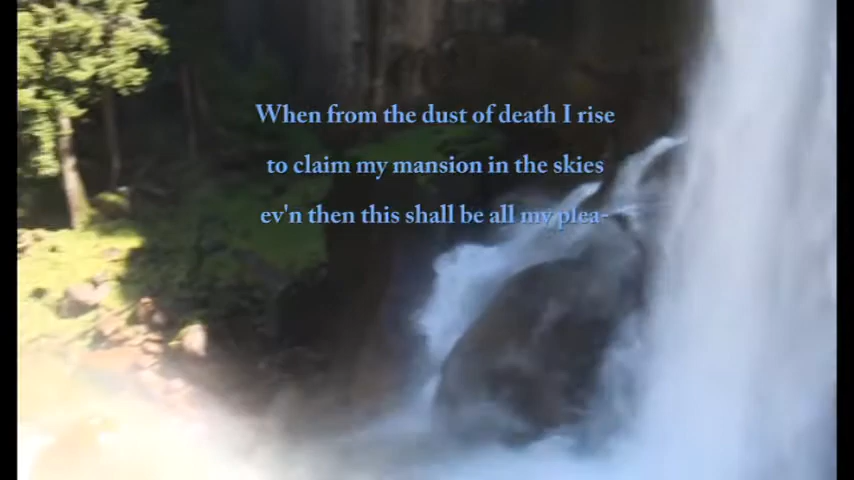 When from the dust of death I rise
to claim my mansion in the skies
ev'n then this shall be all my plea-